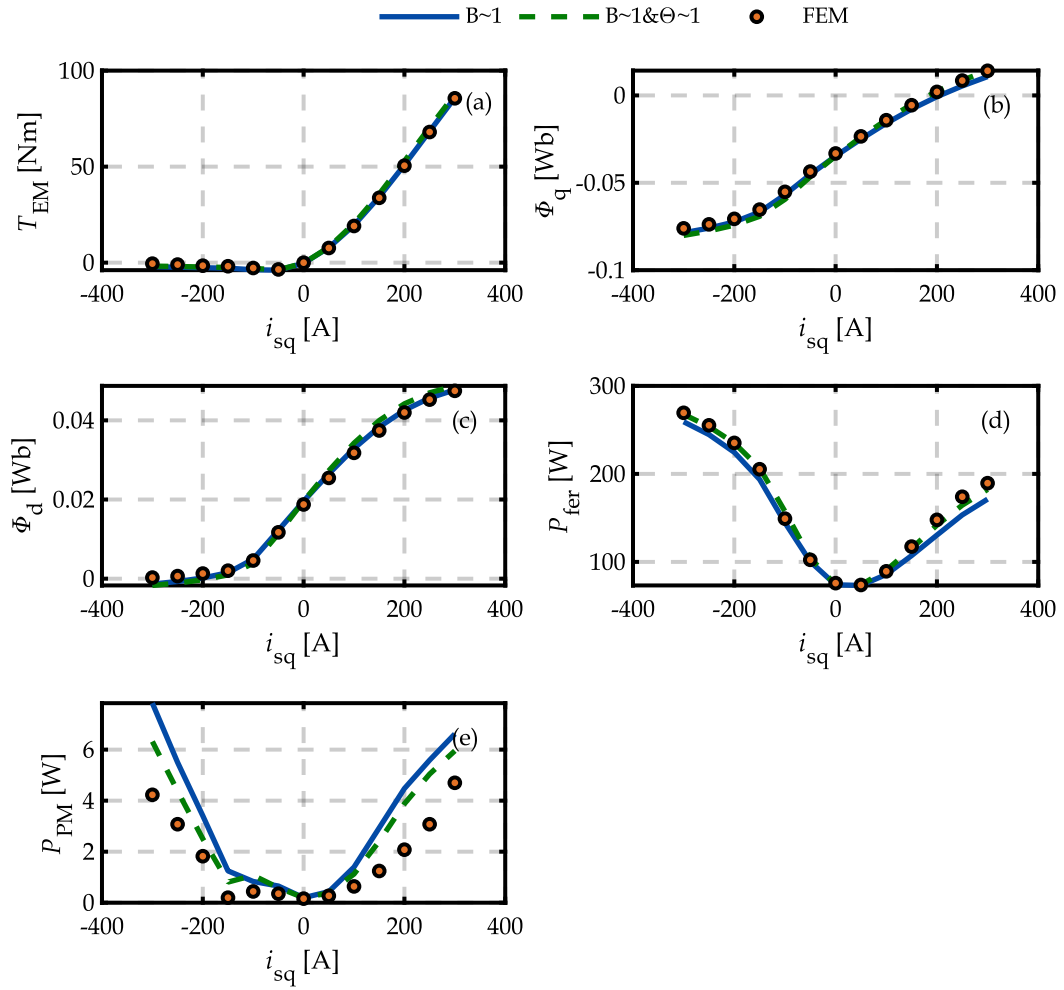 B~1 B~1&Θ~1 FEM
100
50
0
-400 -200 0 200 400
T_EM [Nm]
i_sq [A]
(a)
0
-0.05
-0.1
-400 -200 0 200 400
Φ_q [Wb]
i_sq [A]
(b)
0.04
0.02
0
-400 -200 0 200 400
Φ_d [Wb]
i_sq [A]
(c)
300
200
100
-400 -200 0 200 400
P_fer [W]
i_sq [A]
(d)
6
4
2
0
-400 -200 0 200 400
P_PM [W]
i_sq [A]
(e)